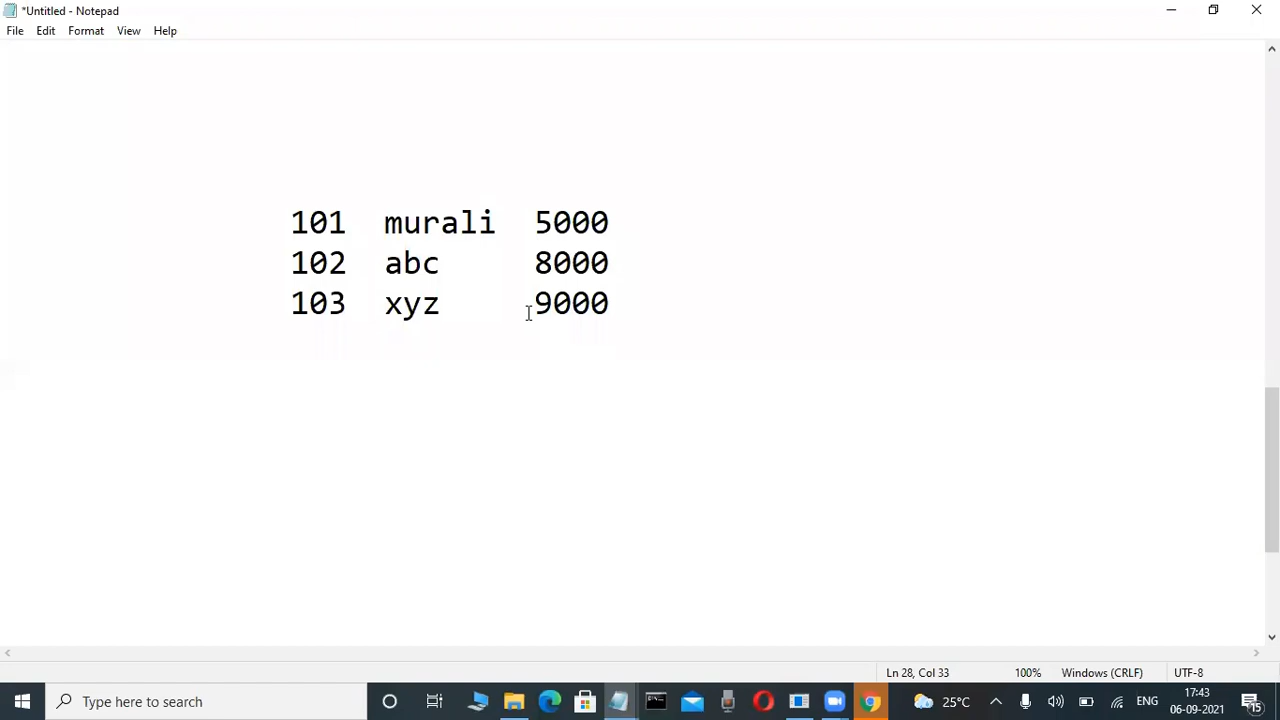 *Untitled - Notepad
File Edit Format View Help
101 murali 5000
102 abc 8000
103 xyz 9000
Ln 28, Col 33 100% Windows (CRLF) UTF-8
Type here to search 25°C ENG 17:43
06-09-2021 15